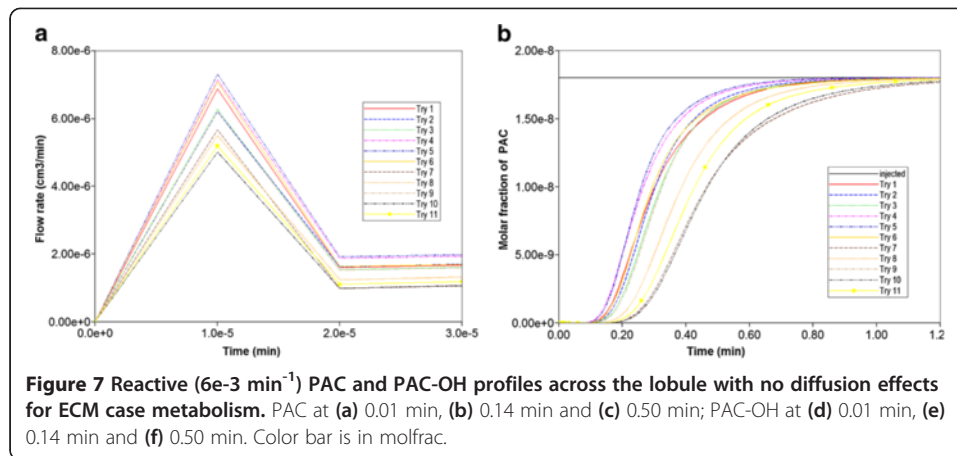 a
8.00e-6
6.00e-6
4.00e-6
2.00e-6
0.00e+0
Flow rate (cm3/min)
0.0e+0
1.0e-5
2.0e-5
3.0e-5
Time (min)
Try 1
Try 2
Try 3
Try 4
Try 5
Try 6
Try 7
Try 8
Try 9
Try 10
Try 11
b
2.00e-8
1.50e-8
1.00e-8
5.00e-9
0.00e+0
Molar fraction of PAC
0.00
0.20
0.40
0.60
0.80
1.00
1.2
Time (min)
injected
Try 1
Try 2
Try 3
Try 4
Try 5
Try 6
Try 7
Try 8
Try 9
Try 10
Try 11
Figure 7 Reactive (6e-3 min⁻¹) PAC and PAC-OH profiles across the lobule with no diffusion effects
for ECM case metabolism. PAC at (a) 0.01 min, (b) 0.14 min and (c) 0.50 min; PAC-OH at (d) 0.01 min, (e)
0.14 min and (f) 0.50 min. Color bar is in molfrac.